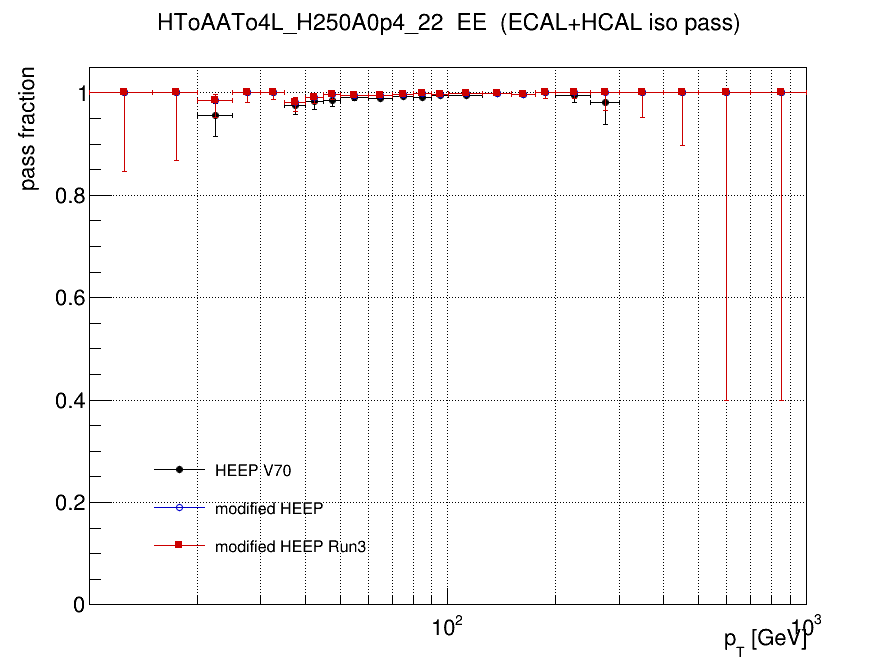 HToAATo4L_H250A0p4_22 EE (ECAL+HCAL iso pass)
pass fraction
1
0.8
0.6
0.4
0.2
0
HEEP V70
modified HEEP
modified HEEP Run3
10²
10³
p_T [GeV]